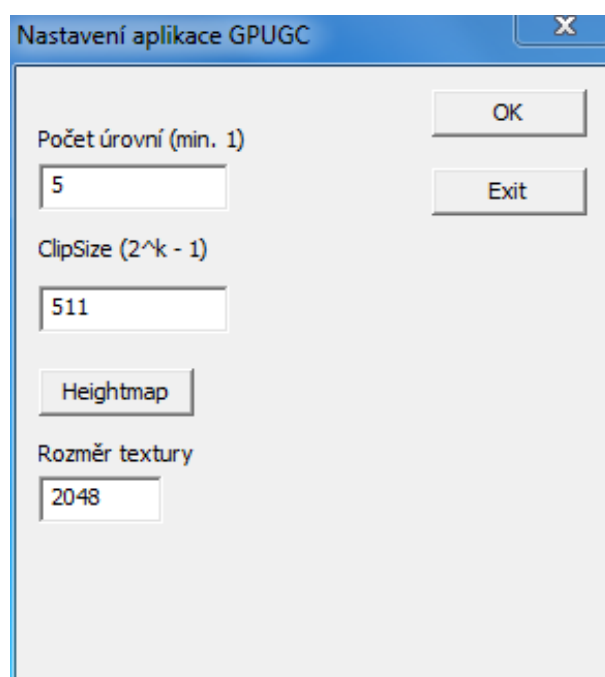 Nastavení aplikace GPUGC
X
OK
Počet úrovní (min. 1)
5
Exit
ClipSize (2^k - 1)
511
Heightmap
Rozměr textury
2048